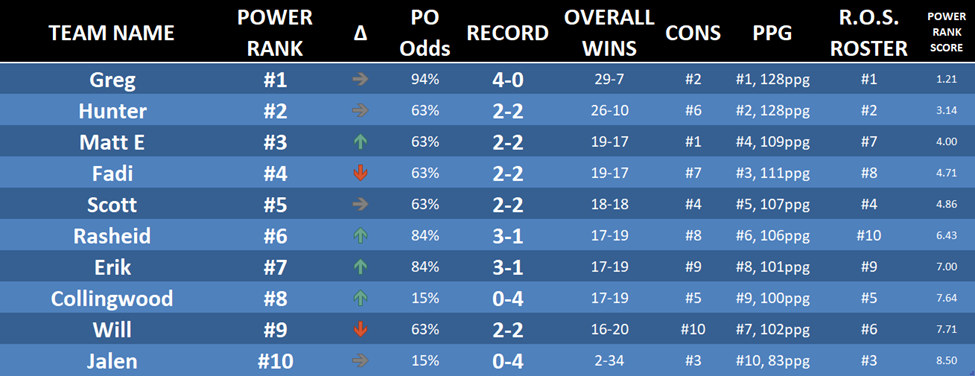 TEAM NAME POWER RANK Δ PO Odds RECORD OVERALL WINS CONS PPG R.O.S. ROSTER POWER RANK SCORE
Greg #1 94% 4-0 29-7 #2 #1, 128ppg #1 1.21
Hunter #2 63% 2-2 26-10 #6 #2, 128ppg #2 3.14
Matt E #3 63% 2-2 19-17 #1 #4, 109ppg #7 4.00
Fadi #4 63% 2-2 19-17 #7 #3, 111ppg #8 4.71
Scott #5 63% 2-2 18-18 #4 #5, 107ppg #4 4.86
Rasheid #6 84% 3-1 17-19 #8 #6, 106ppg #10 6.43
Erik #7 84% 3-1 17-19 #9 #8, 101ppg #9 7.00
Collingwood #8 15% 0-4 17-19 #5 #9, 100ppg #5 7.64
Will #9 63% 2-2 16-20 #10 #7, 102ppg #6 7.71
Jalen #10 15% 0-4 2-34 #3 #10, 83ppg #3 8.50